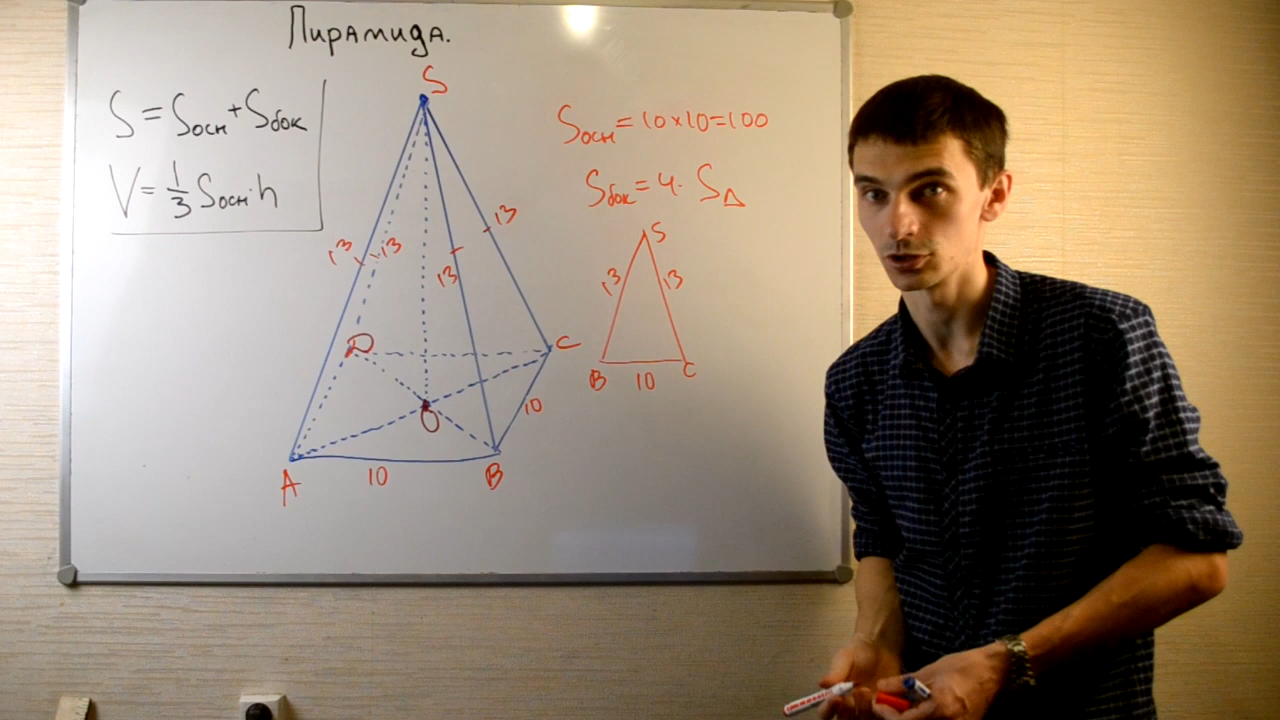 Пирамида.
S = Sосн + Sбок
V = 1/3 Sосн · h
S
13
13
13
13
D
C
O
10
A
10
B
Sосн = 10 × 10 = 100
Sбок = 4 · S△
S
13
13
B
10
C